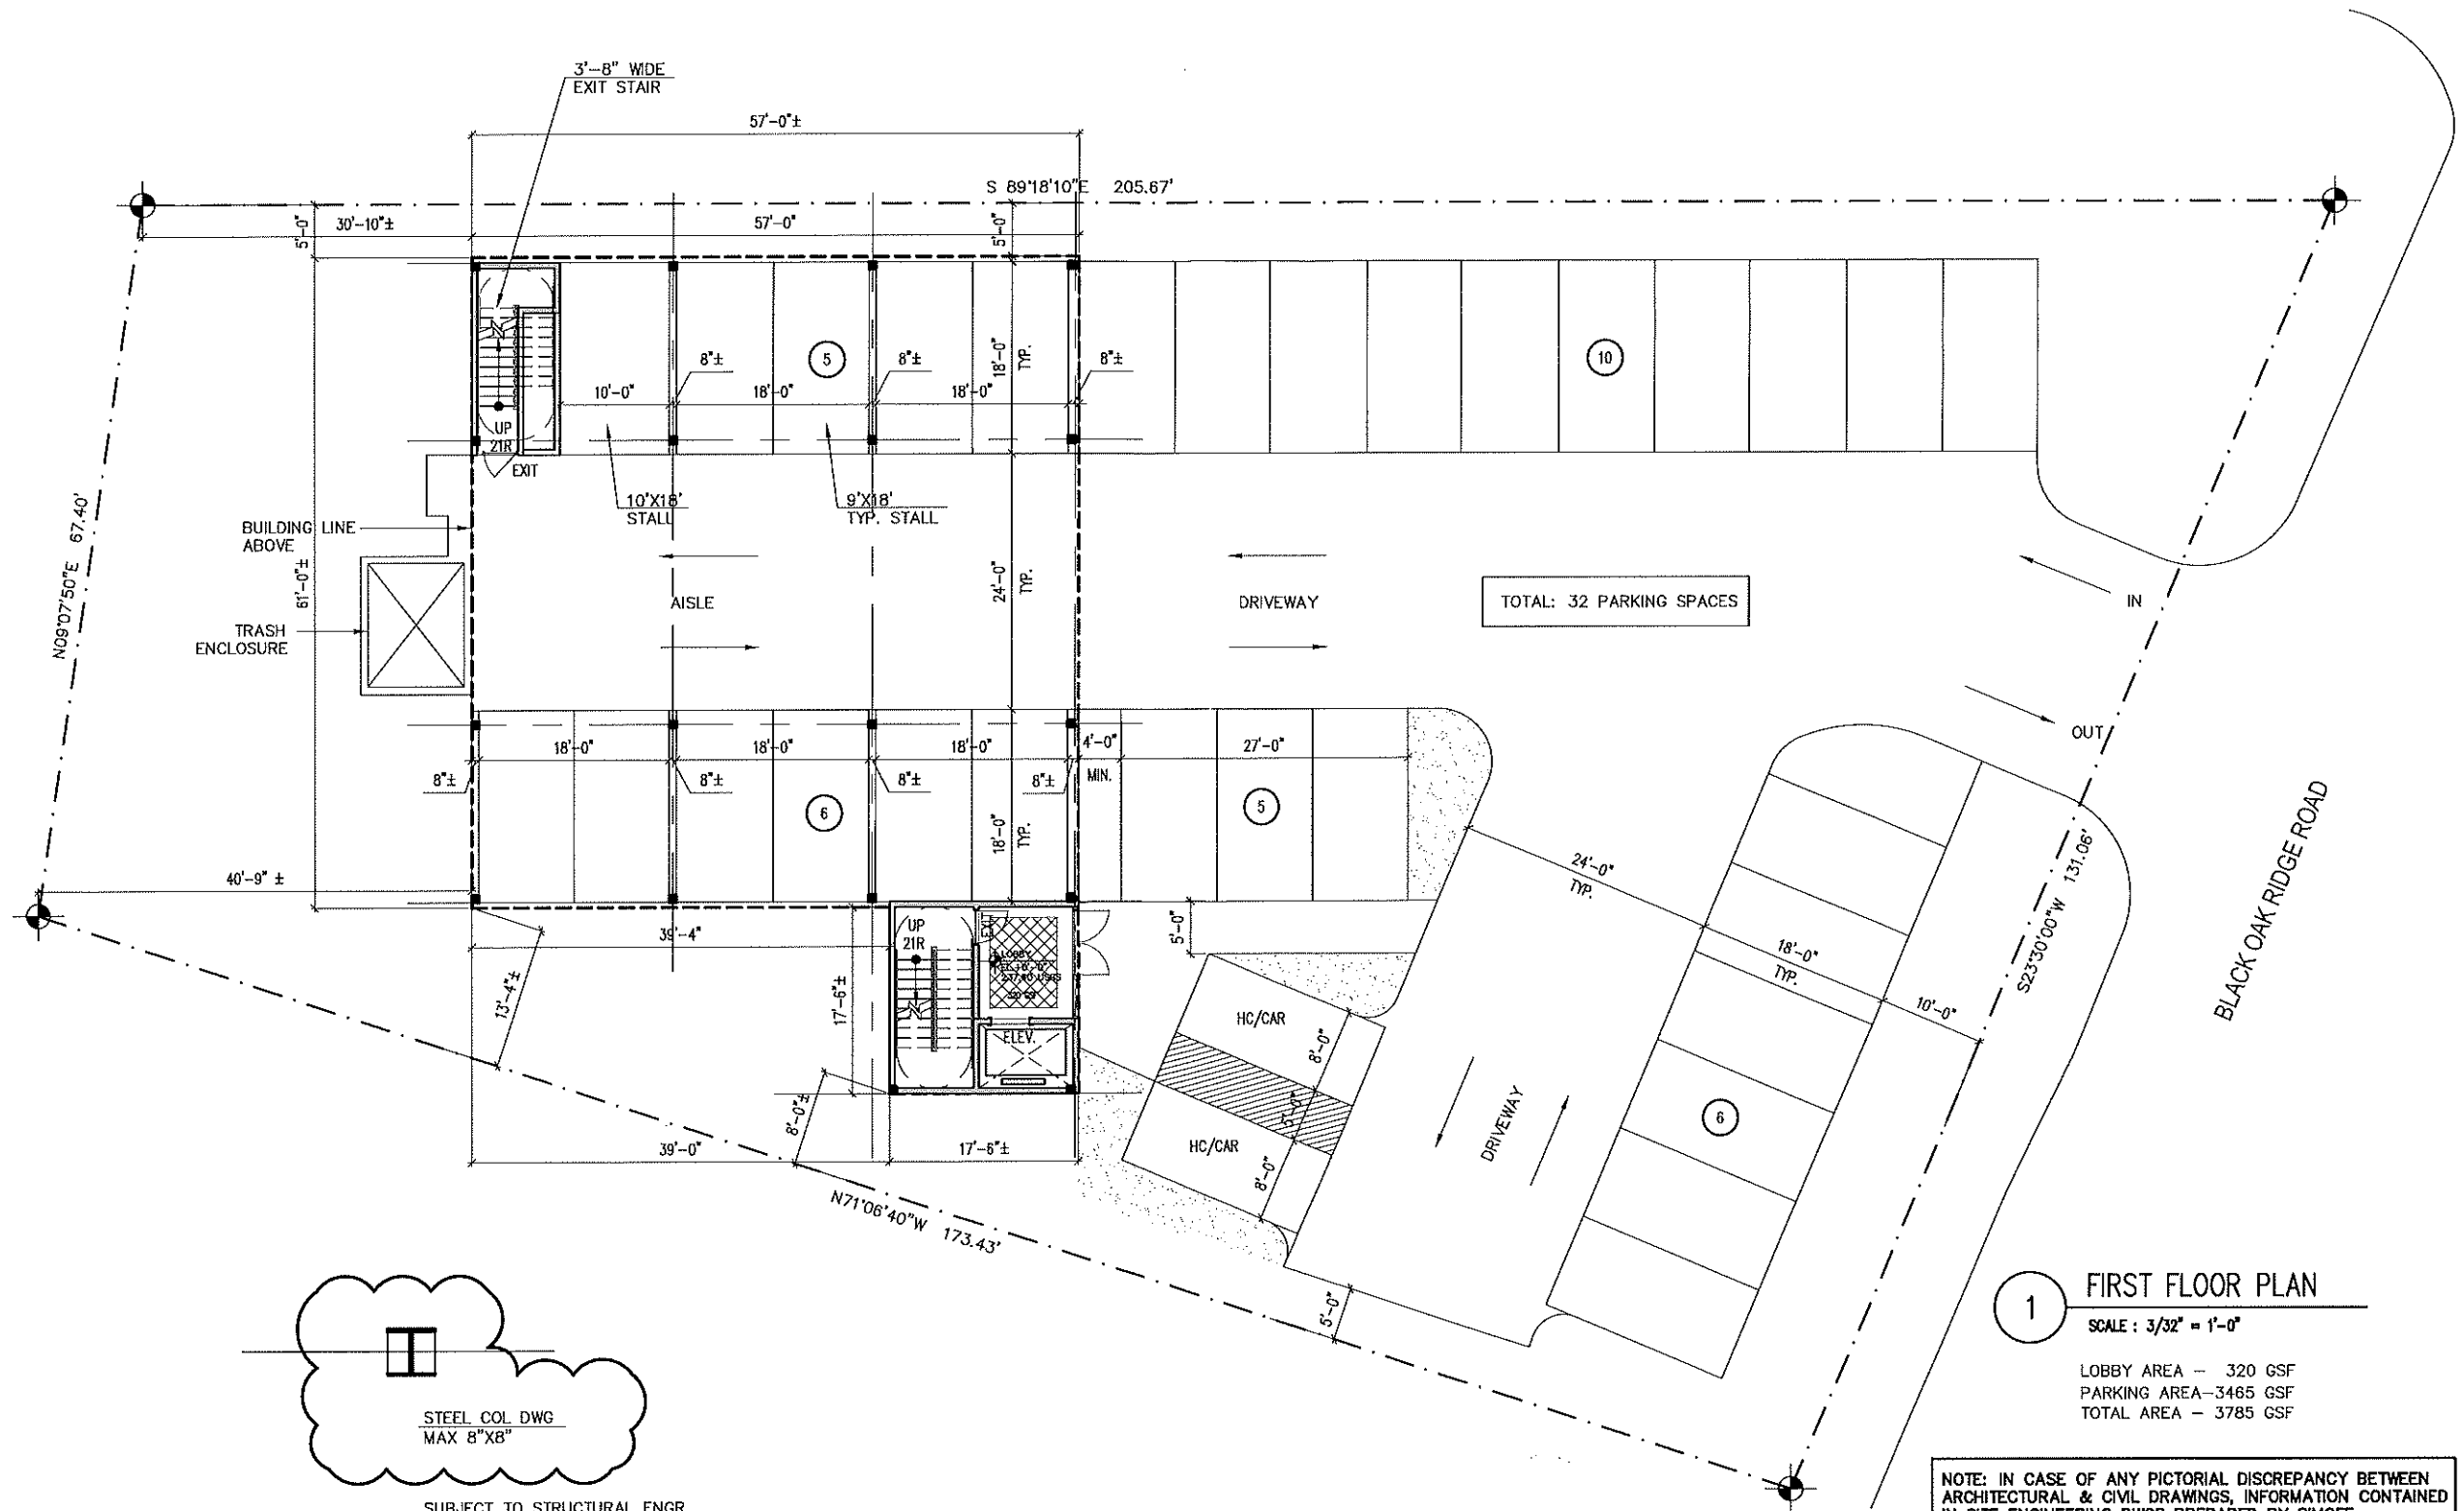 3'-8" WIDE
EXIT STAIR
57'-0"±
S 89°18'10"E 205.67'
5'-0"
30'-10"±
57'-0"
5'-0"
8"±
5
8"±
18'-0"
TYP.
8"±
10
10'-0"
18'-0"
18'-0"
UP
21R
EXIT
10'X18'
STALL
9'X18'
TYP. STALL
BUILDING LINE
ABOVE
N09°07'50"E 67.40'
61'-0"±
24'-0"
TYP.
AISLE
DRIVEWAY
TOTAL: 32 PARKING SPACES
IN
TRASH
ENCLOSURE
OUT
18'-0"
18'-0"
18'-0"
4'-0"
MIN.
27'-0"
8"±
8"±
8"±
8"±
6
5
18'-0"
TYP.
BLACK OAK RIDGE ROAD
24'-0"
TYP.
S23°30'00"W 131.06'
40'-9" ±
39'-4"
UP
21R
LOBBY
5'-0"
18'-0"
TYP.
10'-0"
13'-4"±
17'-6"±
ELEV.
HC/CAR
8'-0"
5'-0"
HC/CAR
8'-0"
DRIVEWAY
6
8'-0"±
39'-0"
17'-6"±
N71°06'40"W 173.43'
5'-0"
1
FIRST FLOOR PLAN
SCALE : 3/32" = 1'-0"
LOBBY AREA - 320 GSF
PARKING AREA-3465 GSF
TOTAL AREA - 3785 GSF
STEEL COL DWG
MAX 8"X8"
SUBJECT TO STRUCTURAL ENGR
NOTE: IN CASE OF ANY PICTORIAL DISCREPANCY BETWEEN
ARCHITECTURAL & CIVIL DRAWINGS, INFORMATION CONTAINED